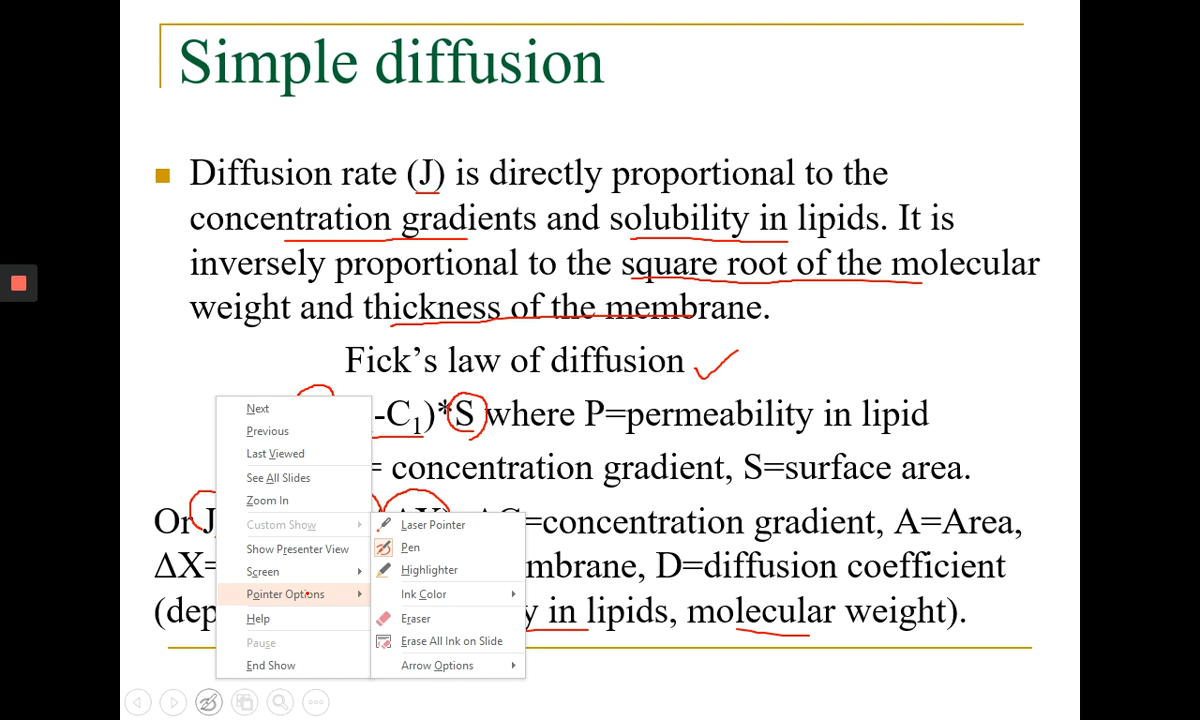 Simple diffusion
Diffusion rate (J) is directly proportional to the
concentration gradients and solubility in lipids. It is
inversely proportional to the square root of the molecular
weight and thickness of the membrane.
Fick's law of diffusion
-C₁)*S where P=permeability in lipid
= concentration gradient, S=surface area.
Or J =concentration gradient, A=Area,
ΔX= mbrane, D=diffusion coefficient
(dep y in lipids, molecular weight).
Next
Previous
Last Viewed
See All Slides
Zoom In
Custom Show
Show Presenter View
Screen
Pointer Options
Help
Pause
End Show
Laser Pointer
Pen
Highlighter
Ink Color
Eraser
Erase All Ink on Slide
Arrow Options